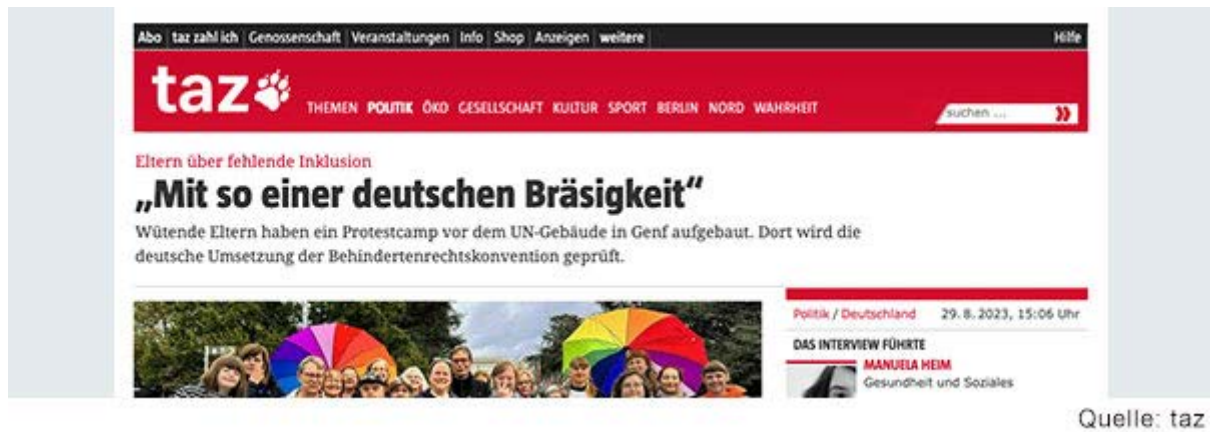 Abo taz zahl ich Genossenschaft Veranstaltungen Info Shop Anzeigen weitere Hilfe
taz THEMEN POLITIK ÖKO GESELLSCHAFT KULTUR SPORT BERLIN NORD WAHRHEIT suchen ...
Eltern über fehlende Inklusion
„Mit so einer deutschen Bräsigkeit“
Wütende Eltern haben ein Protestcamp vor dem UN-Gebäude in Genf aufgebaut. Dort wird die
deutsche Umsetzung der Behindertenrechtskonvention geprüft.
Politik / Deutschland 29. 8. 2023, 15:06 Uhr
DAS INTERVIEW FÜHRTE
MANUELA HEIM
Gesundheit und Soziales
Quelle: taz